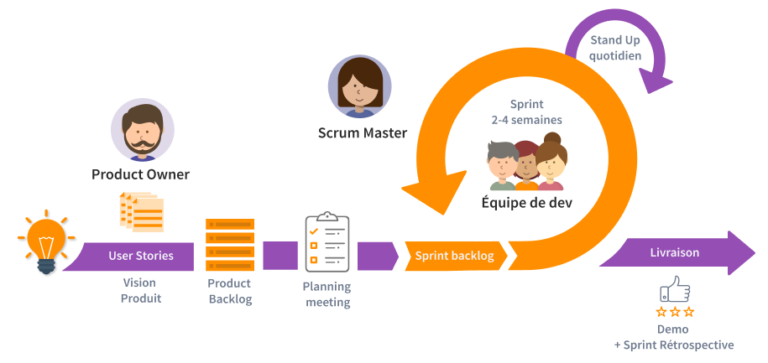 Stand Up
quotidien
Sprint
2-4 semaines
Scrum Master
Product Owner
Équipe de dev
User Stories
Sprint backlog
Livraison
Vision
Produit
Product
Backlog
Planning
meeting
Demo
+ Sprint Rétrospective